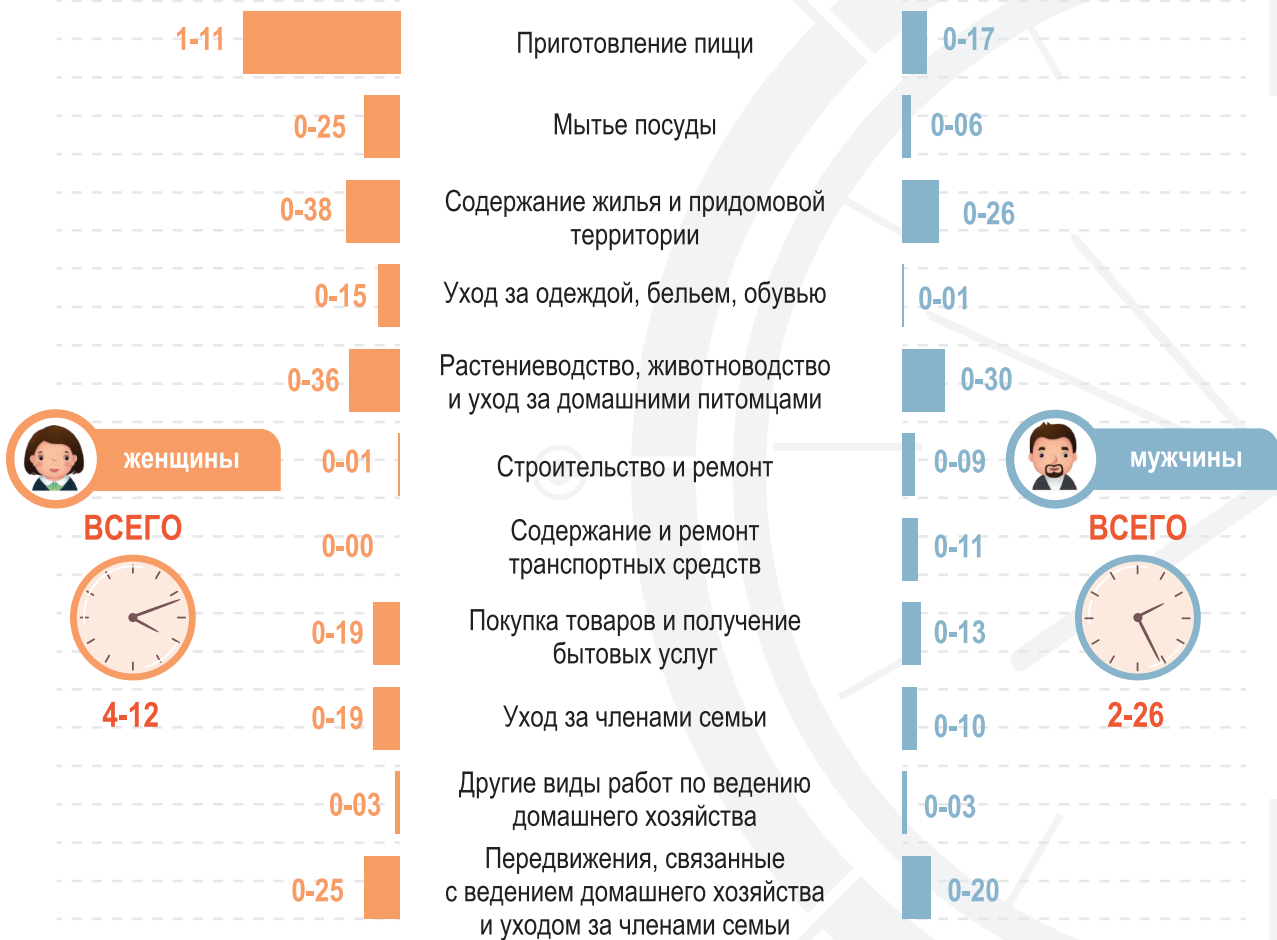 1-11
Приготовление пищи
0-17
0-25
Мытье посуды
0-06
0-38
Содержание жилья и придомовой
территории
0-26
0-15
Уход за одеждой, бельем, обувью
0-01
0-36
Растениеводство, животноводство
и уход за домашними питомцами
0-30
женщины
0-01
Строительство и ремонт
0-09
мужчины
ВСЕГО
0-00
Содержание и ремонт
транспортных средств
0-11
ВСЕГО
0-19
Покупка товаров и получение
бытовых услуг
0-13
4-12
0-19
Уход за членами семьи
0-10
2-26
0-03
Другие виды работ по ведению
домашнего хозяйства
0-03
0-25
Передвижения, связанные
с ведением домашнего хозяйства
и уходом за членами семьи
0-20